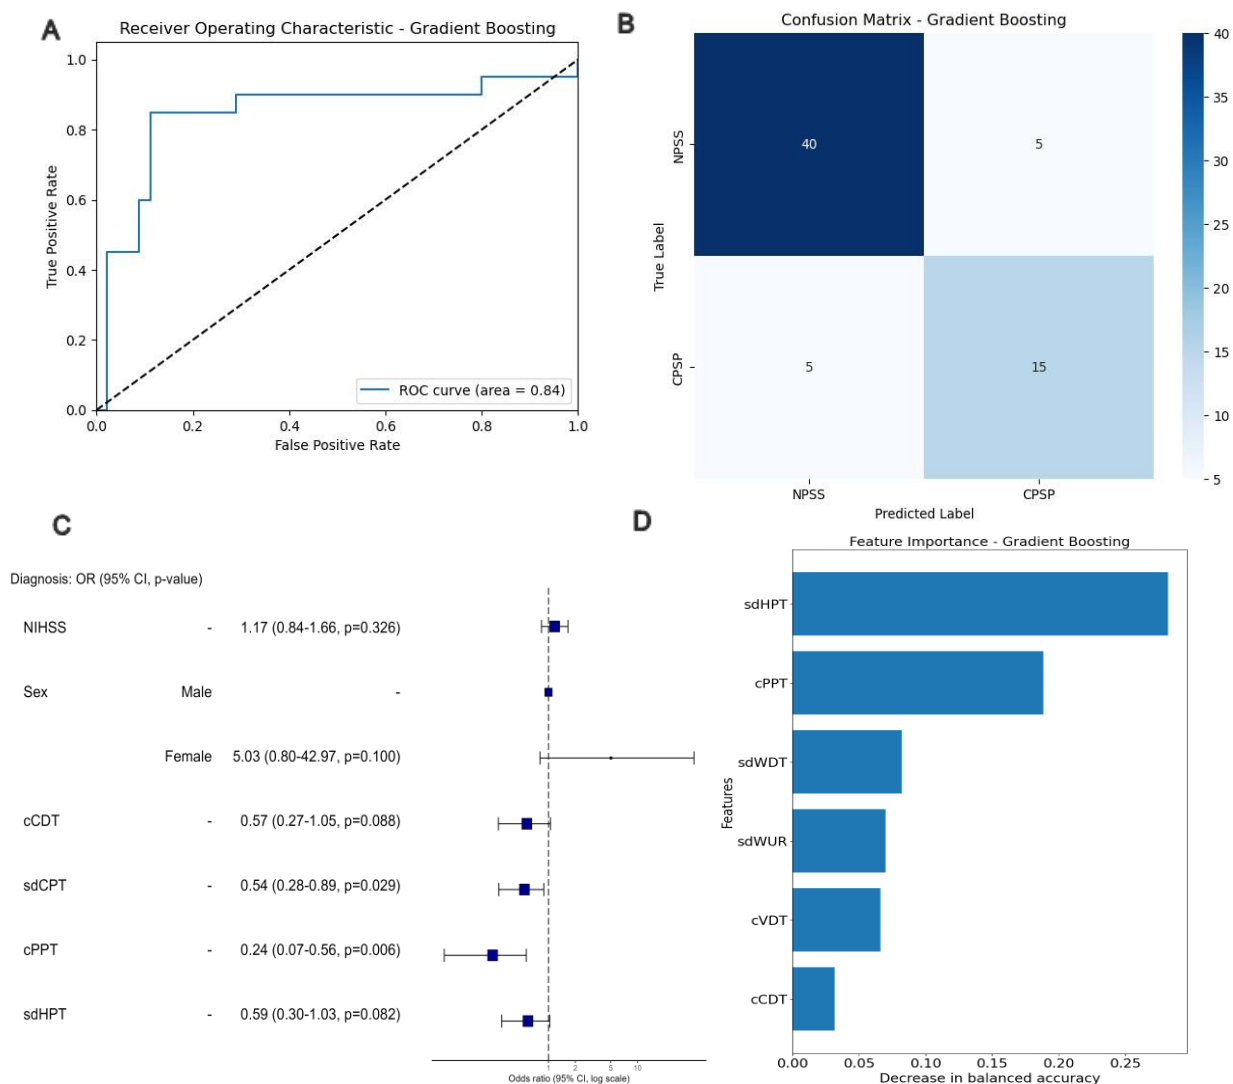 A
Receiver Operating Characteristic - Gradient Boosting
1.0
0.8
0.6
0.4
0.2
0.0
True Positive Rate
ROC curve (area = 0.84)
0.0 0.2 0.4 0.6 0.8 1.0
False Positive Rate
B
Confusion Matrix - Gradient Boosting
True Label
NPSS
40 5
CPSP
5 15
NPSS CPSP
Predicted Label
40
35
30
25
20
15
10
5
C
Diagnosis: OR (95% CI, p-value)
NIHSS - 1.17 (0.84-1.66, p=0.326)
Sex Male -
Female 5.03 (0.80-42.97, p=0.100)
cCDT - 0.57 (0.27-1.05, p=0.088)
sdCPT - 0.54 (0.28-0.89, p=0.029)
cPPT - 0.24 (0.07-0.56, p=0.006)
sdHPT - 0.59 (0.30-1.03, p=0.082)
1 2 5 10
Odds ratio (95% CI, log scale)
D
Feature Importance - Gradient Boosting
Features
sdHPT
cPPT
sdWDT
sdWUR
cVDT
cCDT
0.00 0.05 0.10 0.15 0.20 0.25
Decrease in balanced accuracy